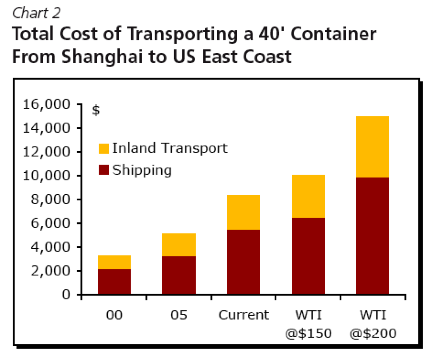 Chart 2
Total Cost of Transporting a 40' Container
From Shanghai to US East Coast
16,000
$
14,000
12,000
Inland Transport
10,000
Shipping
8,000
6,000
4,000
2,000
0
00 05 Current WTI WTI
@$150 @$200